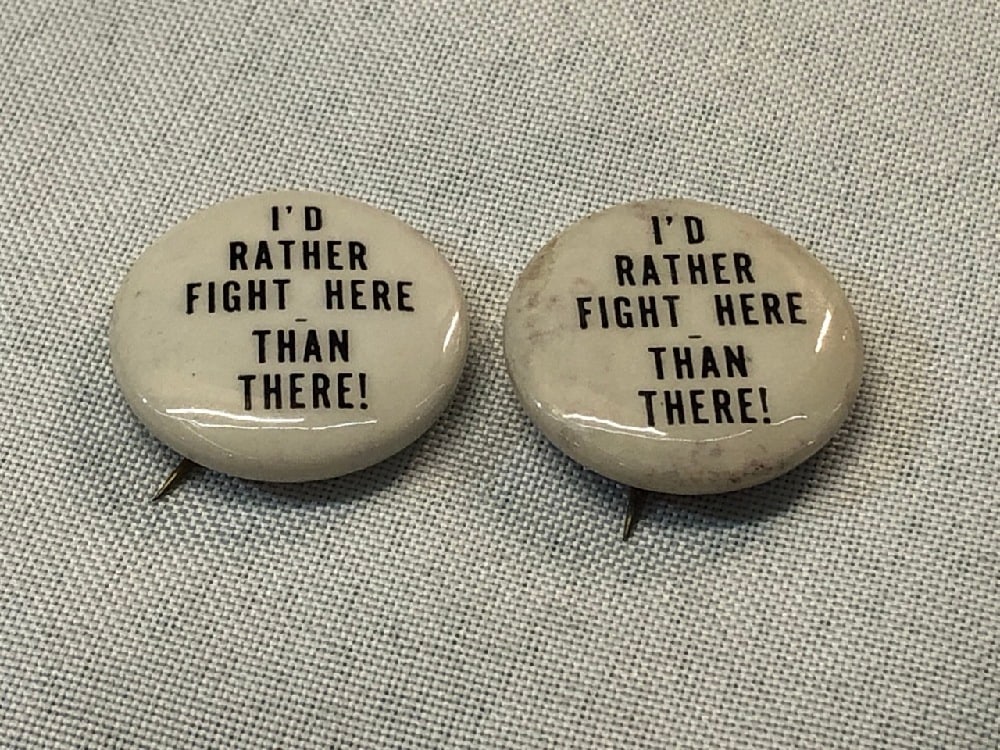 I'D
RATHER
FIGHT HERE
THAN
THERE!
I'D
RATHER
FIGHT HERE
THAN
THERE!